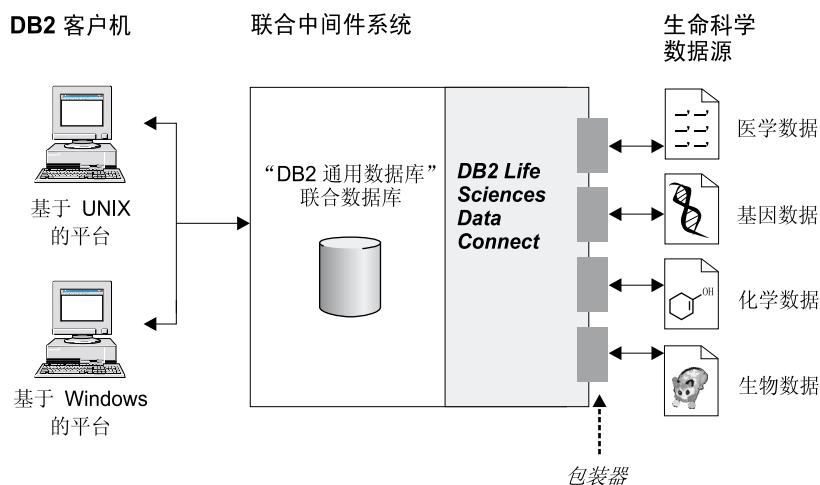 DB2 客户机
联合中间件系统
生命科学
数据源
基于 UNIX
的平台
基于 Windows
的平台
“DB2 通用数据库”
联合数据库
DB2 Life
Sciences
Data
Connect
医学数据
基因数据
OH
化学数据
生物数据
包装器